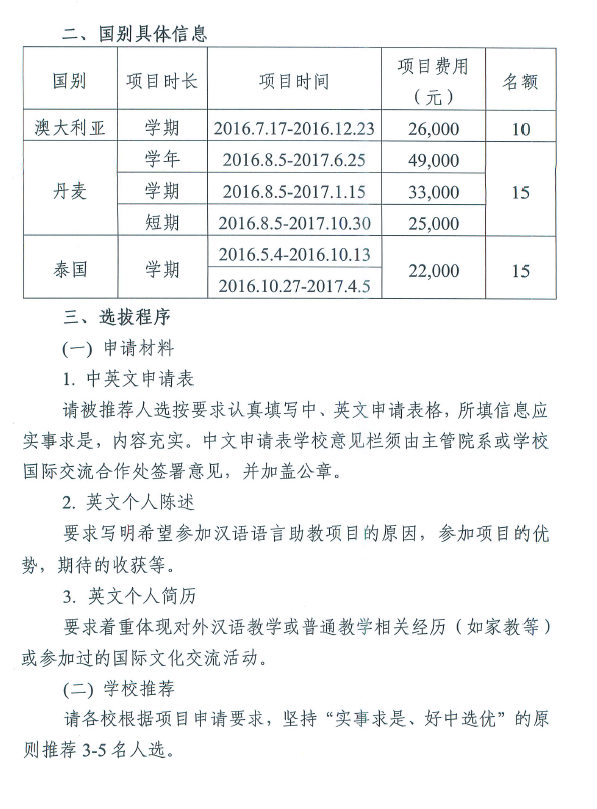 二、国别具体信息
国别 项目时长 项目时间 项目费用（元） 名额
澳大利亚 学期 2016.7.17-2016.12.23 26,000 10
丹麦 学年 2016.8.5-2017.6.25 49,000 15
学期 2016.8.5-2017.1.15 33,000
短期 2016.8.5-2017.10.30 25,000
泰国 学期 2016.5.4-2016.10.13 22,000 15
2016.10.27-2017.4.5
三、选拔程序
(一) 申请材料
1. 中英文申请表
请被推荐人选按要求认真填写中、英文申请表格，所填信息应
实事求是，内容充实。中文申请表学校意见栏须由主管院系或学校
国际交流合作处签署意见，并加盖公章。
2. 英文个人陈述
要求写明希望参加汉语语言助教项目的原因，参加项目的优
势，期待的收获等。
3. 英文个人简历
要求着重体现对外汉语教学或普通教学相关经历（如家教等）
或参加过的国际文化交流活动。
(二) 学校推荐
请各校根据项目申请要求，坚持“实事求是、好中选优”的原
则推荐 3-5 名人选。